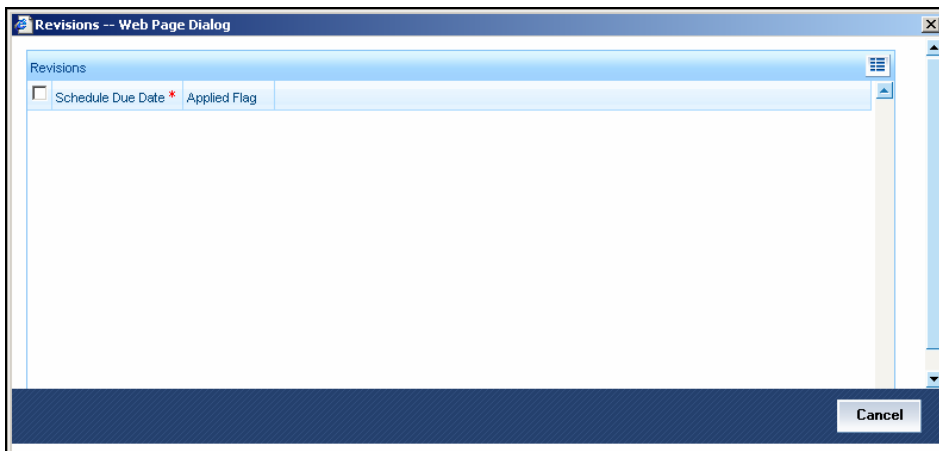 Revisions -- Web Page Dialog
Revisions
Schedule Due Date * Applied Flag
Cancel